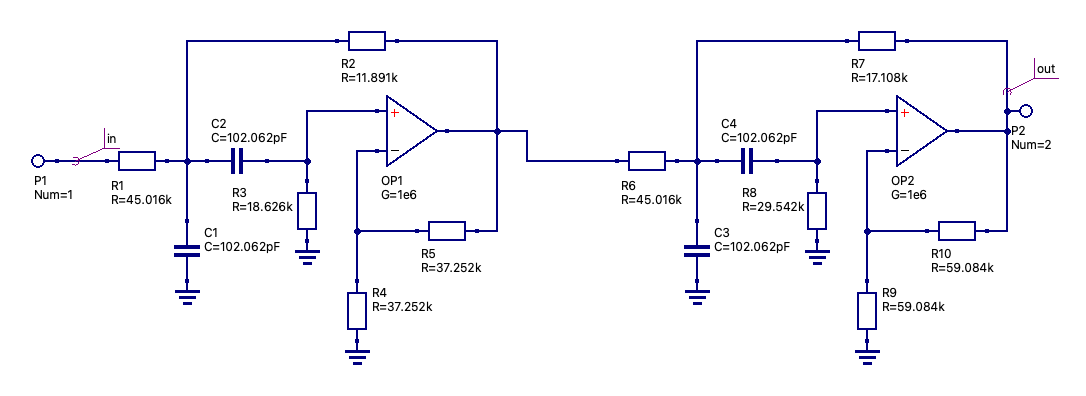 R2
R=11.891k
R7
R=17.108k
out
C2
C=102.062pF
+
C4
C=102.062pF
+
in
P2
Num=2
−
−
P1
Num=1
R1
R=45.016k
R3
R=18.626k
OP1
G=1e6
R6
R=45.016k
R8
R=29.542k
OP2
G=1e6
C1
C=102.062pF
C3
C=102.062pF
R5
R=37.252k
R10
R=59.084k
R4
R=37.252k
R9
R=59.084k